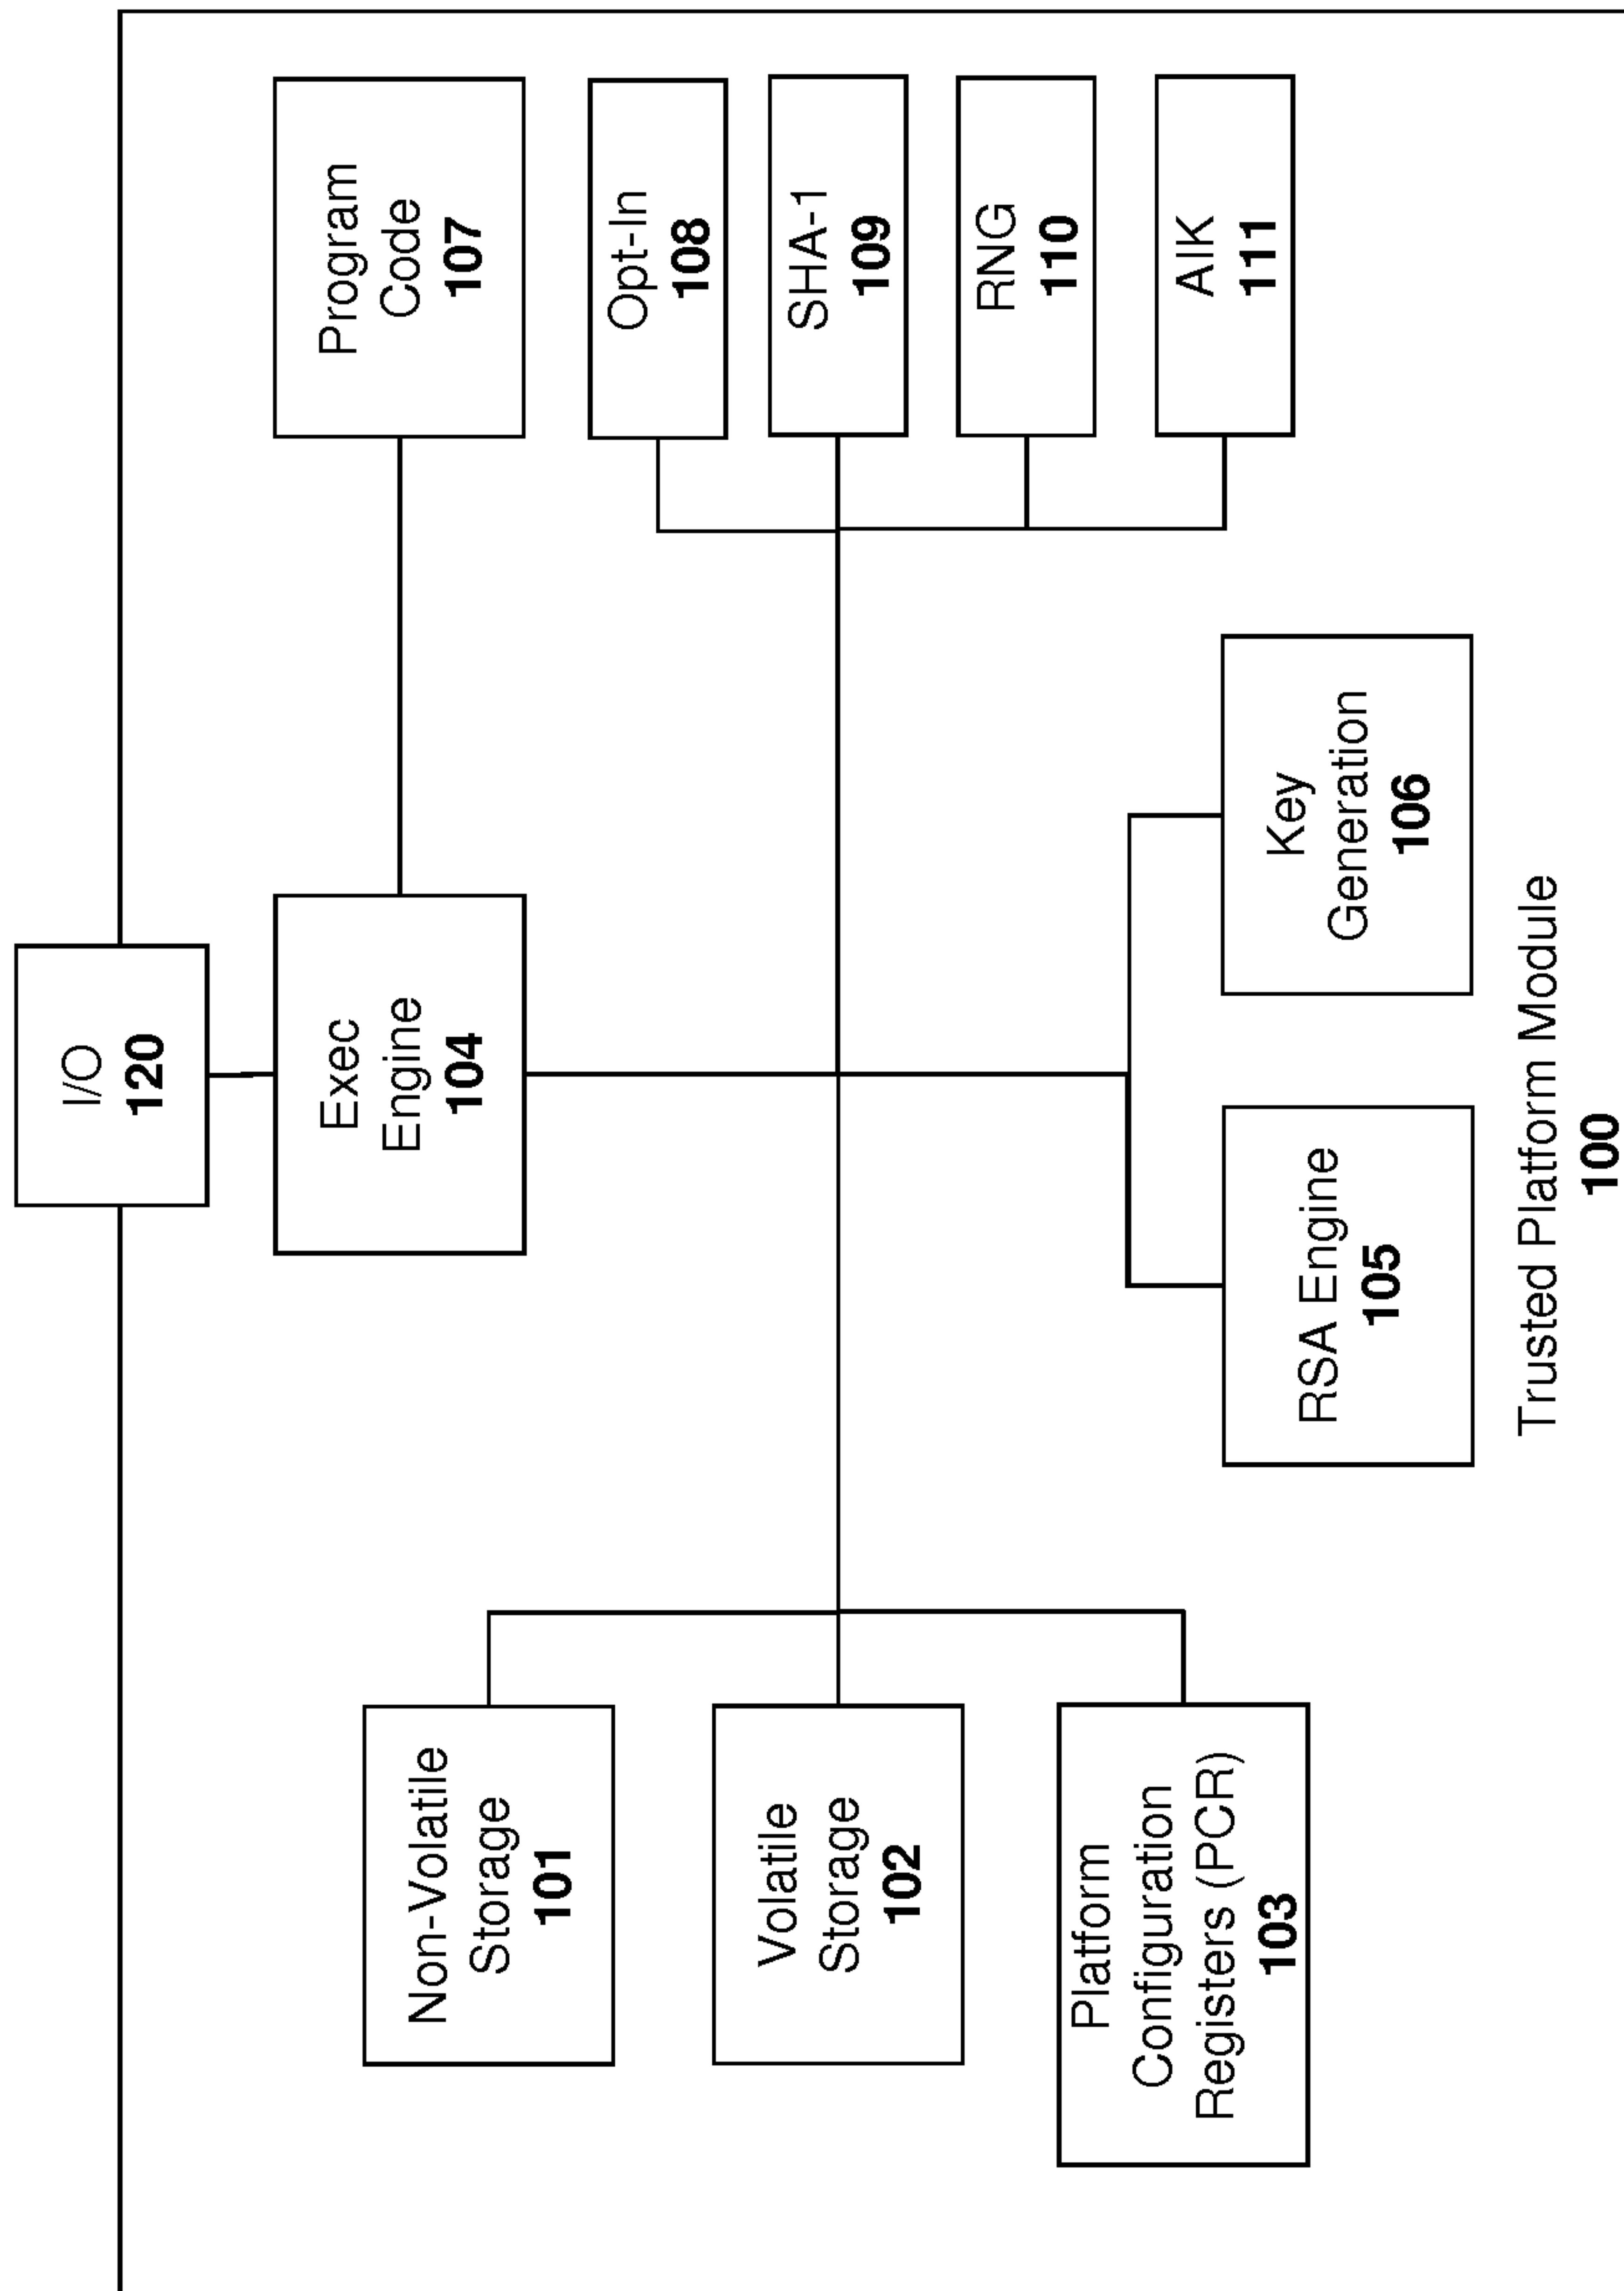 I/O
120
Non-Volatile
Storage
101
Volatile
Storage
102
Platform
Configuration
Registers (PCR)
103
Exec
Engine
104
RSA Engine
105
Key
Generation
106
Program
Code
107
Opt-In
108
SHA-1
109
RNG
110
AIK
111
Trusted Platform Module
100